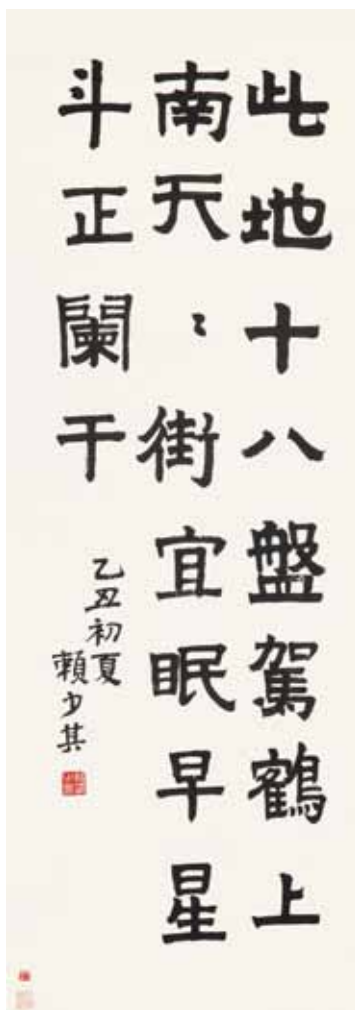 此地十八盤駕鶴上
南天〻街宜眠早星
斗正闌干
乙丑初夏
賴少其